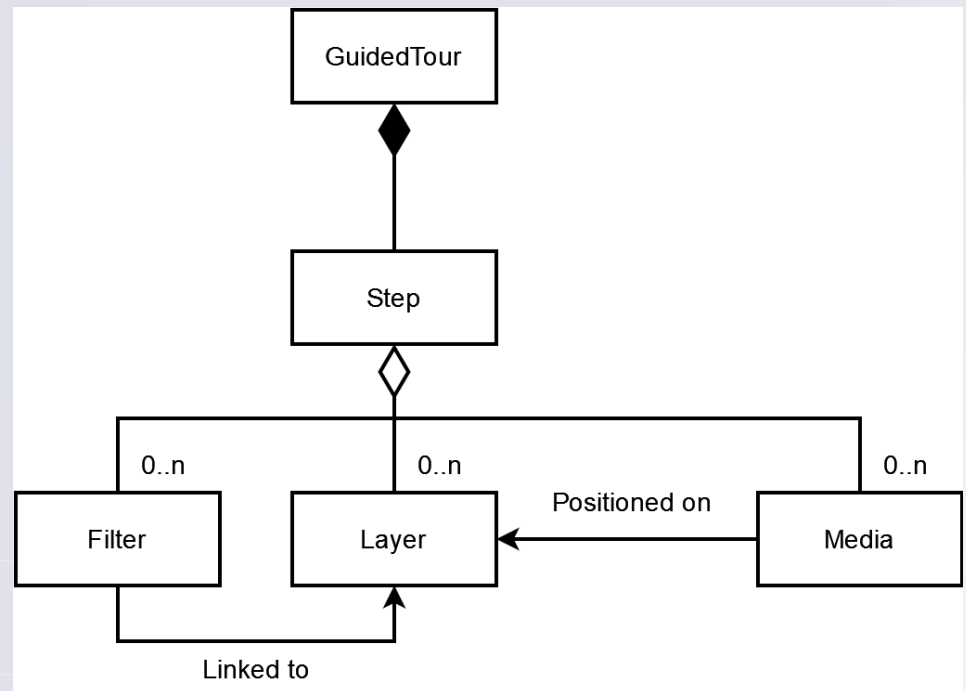 GuidedTour
Step
0..n
0..n
0..n
Positioned on
Filter
Layer
Media
Linked to